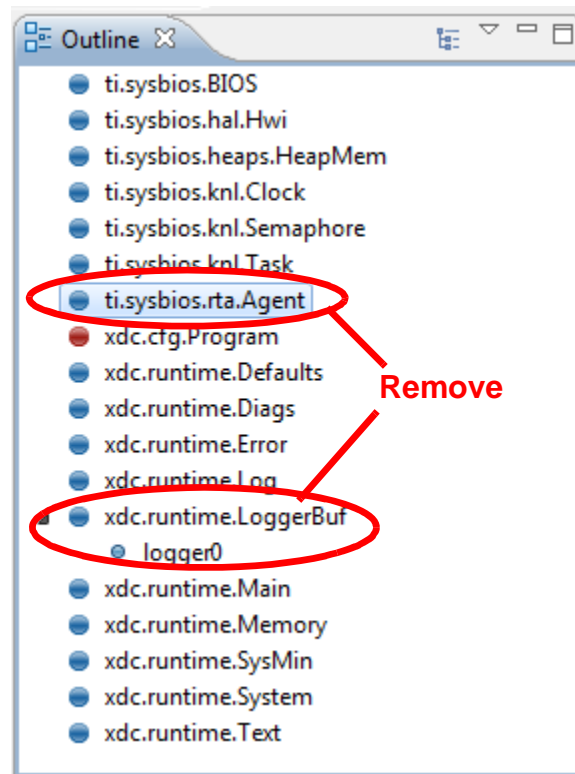 Outline
ti.sysbios.BIOS
ti.sysbios.hal.Hwi
ti.sysbios.heaps.HeapMem
ti.sysbios.knl.Clock
ti.sysbios.knl.Semaphore
ti.sysbios.knl.Task
ti.sysbios.rta.Agent
xdc.cfg.Program
xdc.runtime.Defaults
Remove
xdc.runtime.Diags
xdc.runtime.Error
xdc.runtime.Log
xdc.runtime.LoggerBuf
logger0
xdc.runtime.Main
xdc.runtime.Memory
xdc.runtime.SysMin
xdc.runtime.System
xdc.runtime.Text